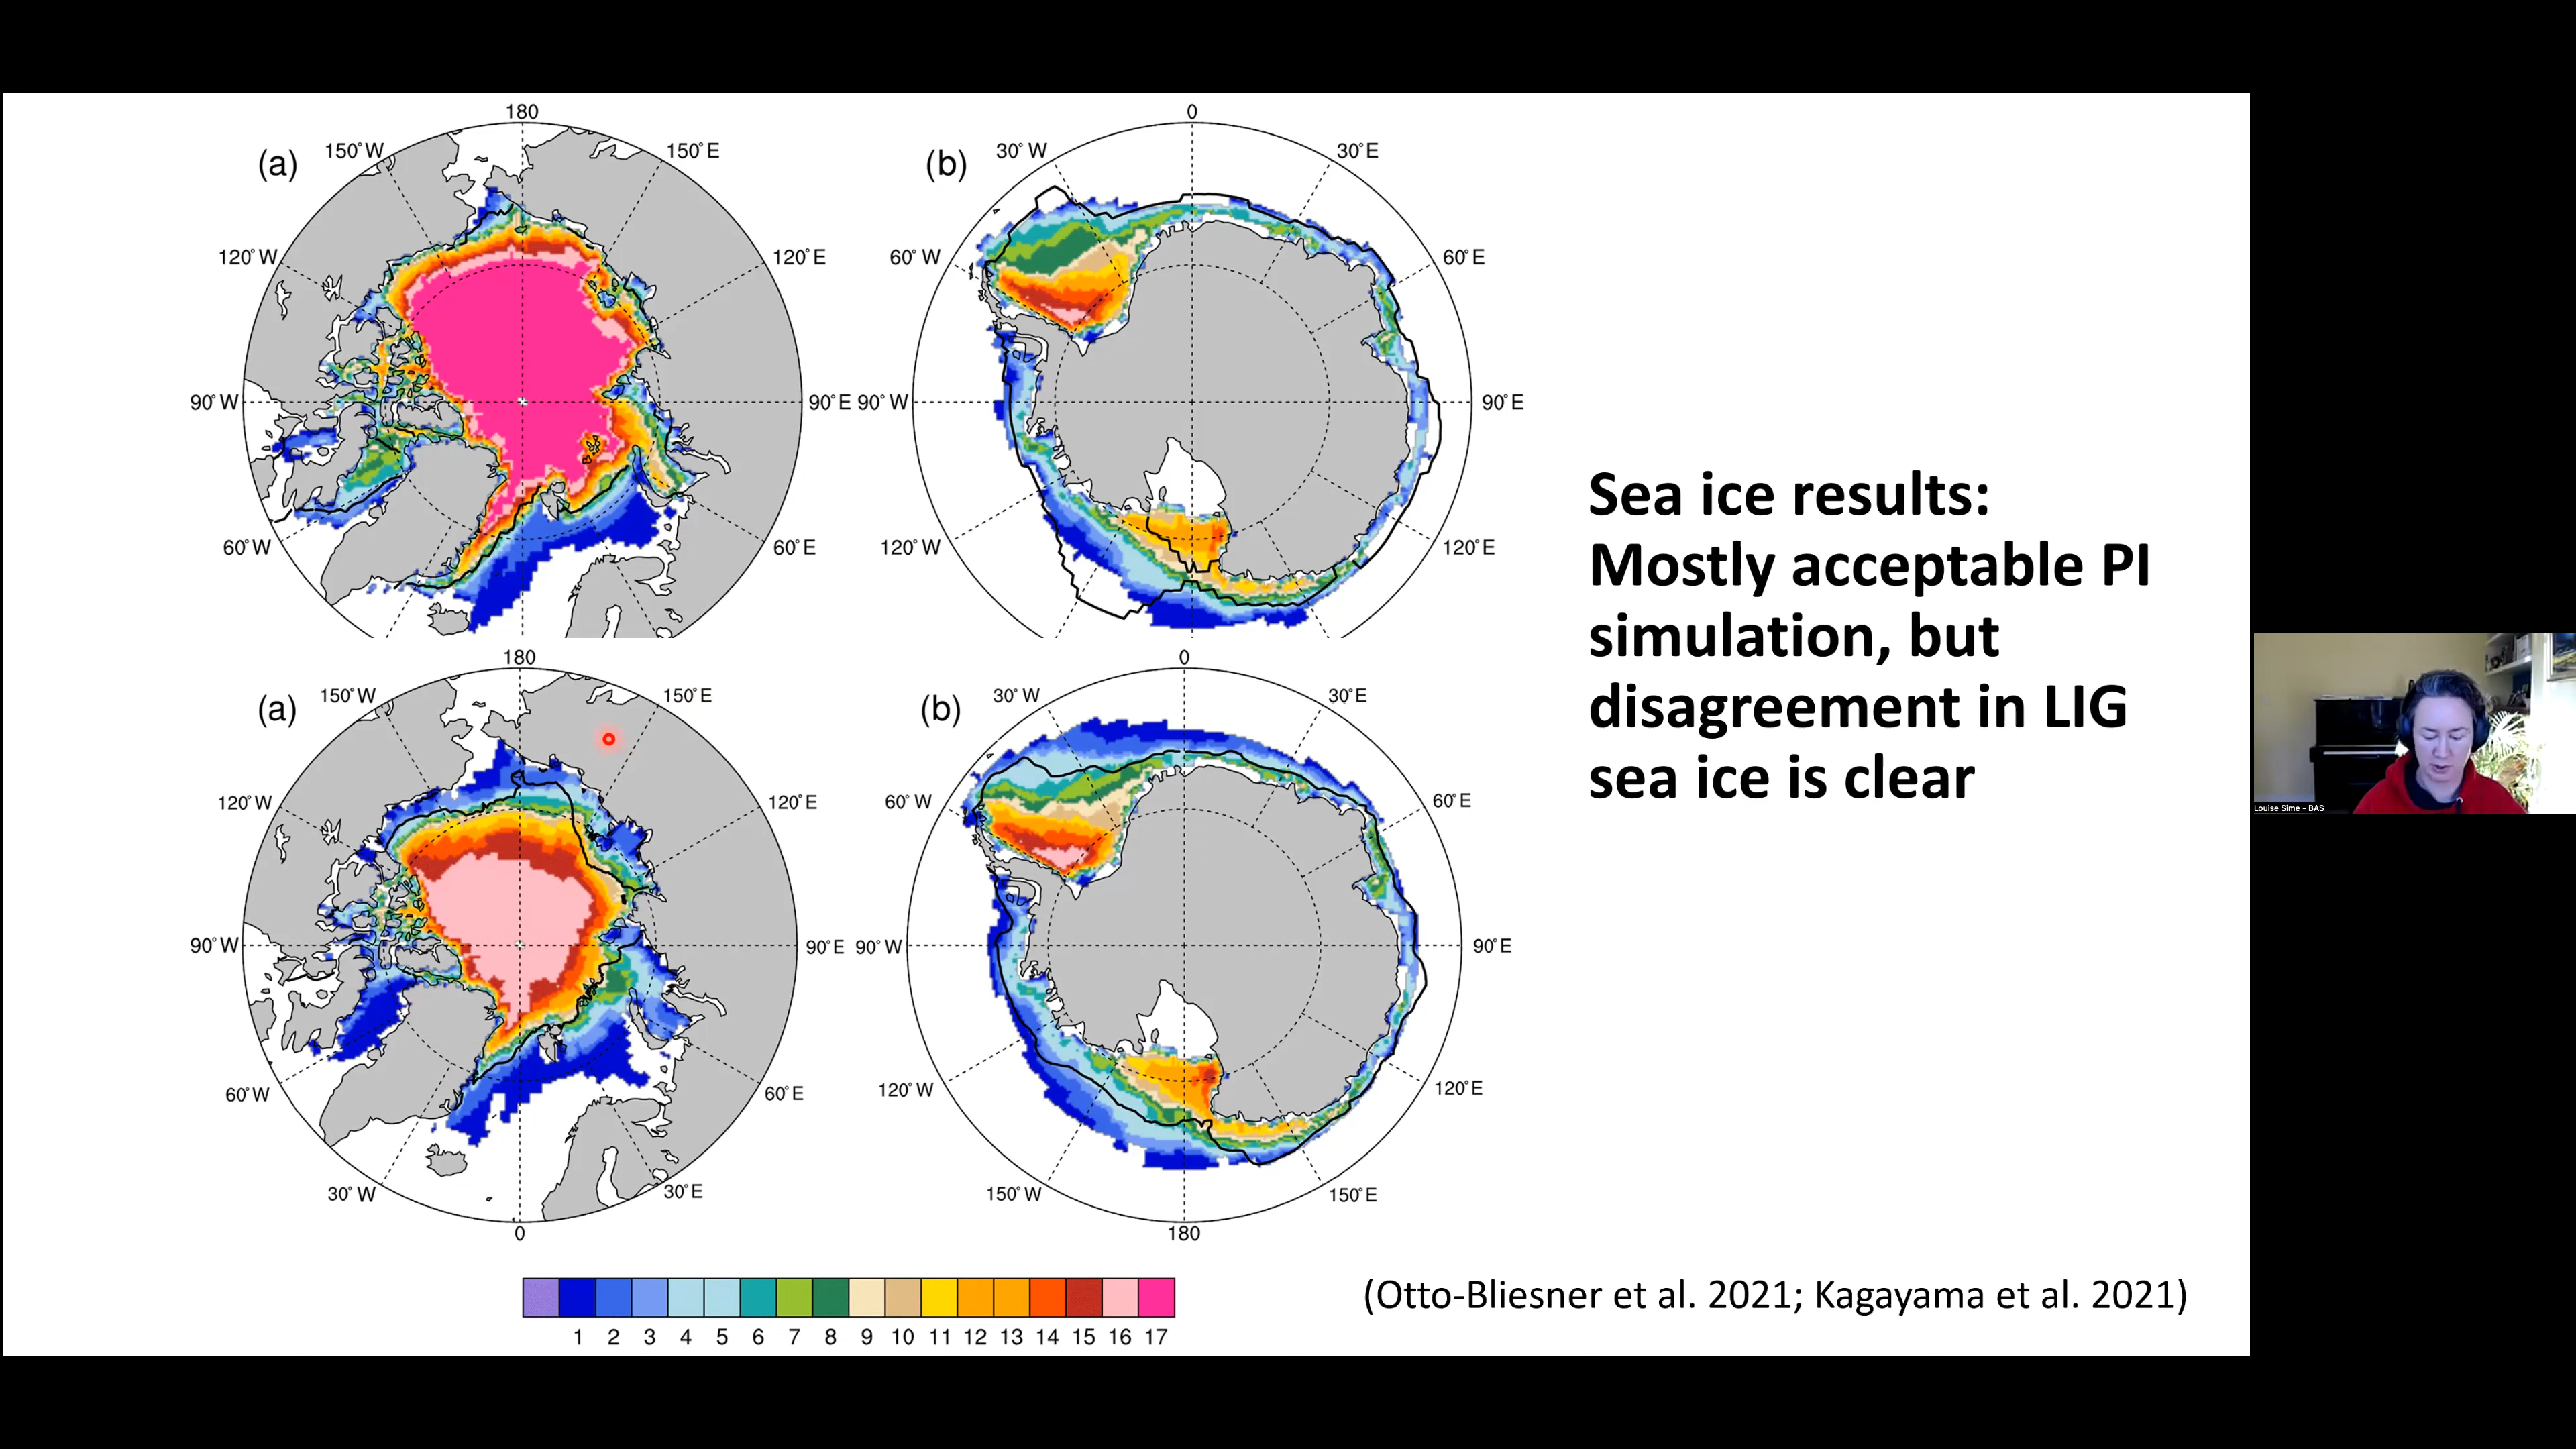 180
0
150°W
150°E
30°W
30°E
(a)
(b)
120°W
120°E
60°W
60°E
90°W
90°E
90°W
90°E
60°W
60°E
120°W
120°E
180
0
150°W
150°E
30°W
30°E
(a)
(b)
120°W
120°E
60°W
60°E
90°W
90°E
90°W
90°E
60°W
60°E
120°W
120°E
30°W
30°E
150°W
150°E
0
180
1 2 3 4 5 6 7 8 9 10 11 12 13 14 15 16 17
Sea ice results:
Mostly acceptable PI
simulation, but
disagreement in LIG
sea ice is clear
(Otto-Bliesner et al. 2021; Kagayama et al. 2021)
Louise Sime - BAS